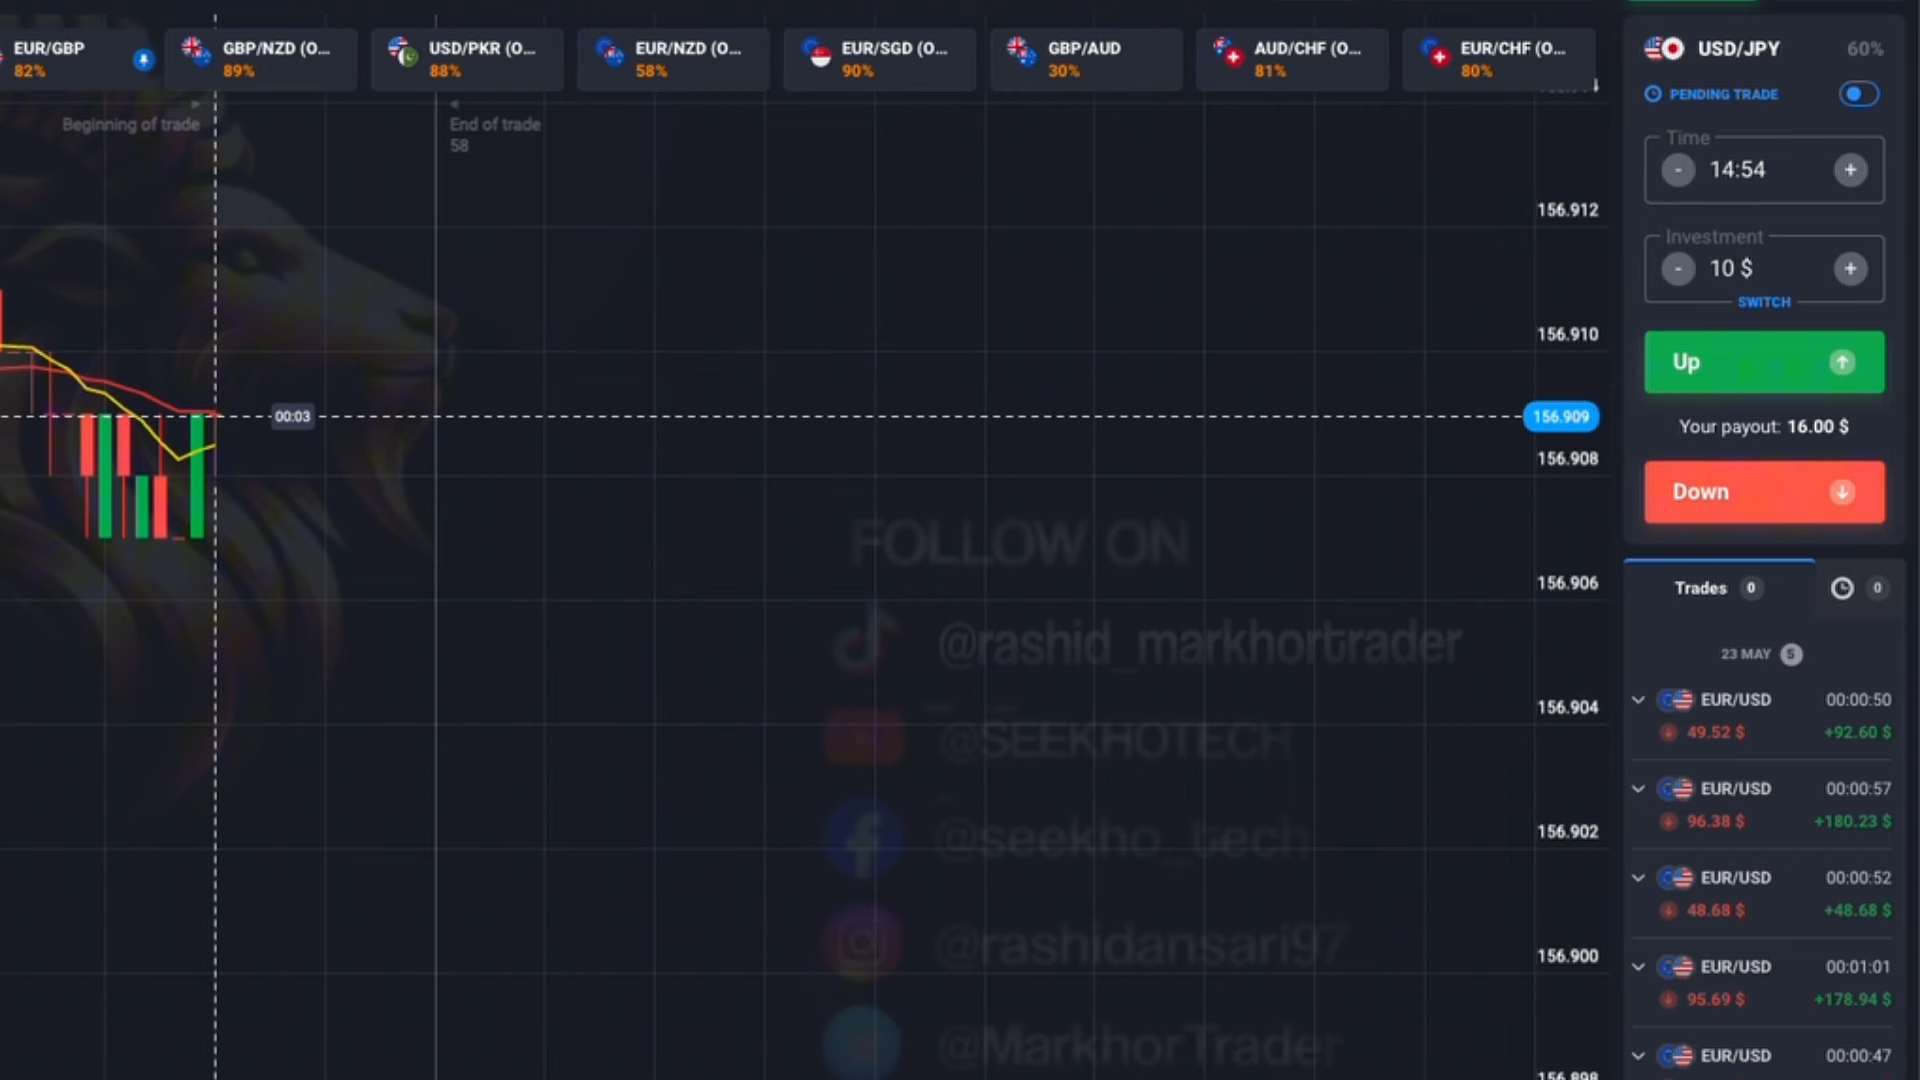 EUR/GBP
82%
GBP/NZD (O...
89%
USD/PKR (O...
88%
EUR/NZD (O...
58%
EUR/SGD (O...
90%
GBP/AUD
30%
AUD/CHF (O...
81%
EUR/CHF (O...
80%
Beginning of trade
End of trade
58
156.912
156.910
00:03
156.909
156.908
156.906
156.904
156.902
156.900
156.898
FOLLOW ON
@rashid_markhortrader
@SEEKHOTECH
@seekho_tech
@rashidansari97
@MarkhorTrader
USD/JPY
60%
PENDING TRADE
Time
- 14:54 +
Investment
- 10 $ +
SWITCH
Up
Your payout: 16.00 $
Down
Trades 0
0
23 MAY 5
EUR/USD 00:00:50
49.52 $ +92.60 $
EUR/USD 00:00:57
96.38 $ +180.23 $
EUR/USD 00:00:52
48.68 $ +48.68 $
EUR/USD 00:01:01
95.69 $ +178.94 $
EUR/USD 00:00:47